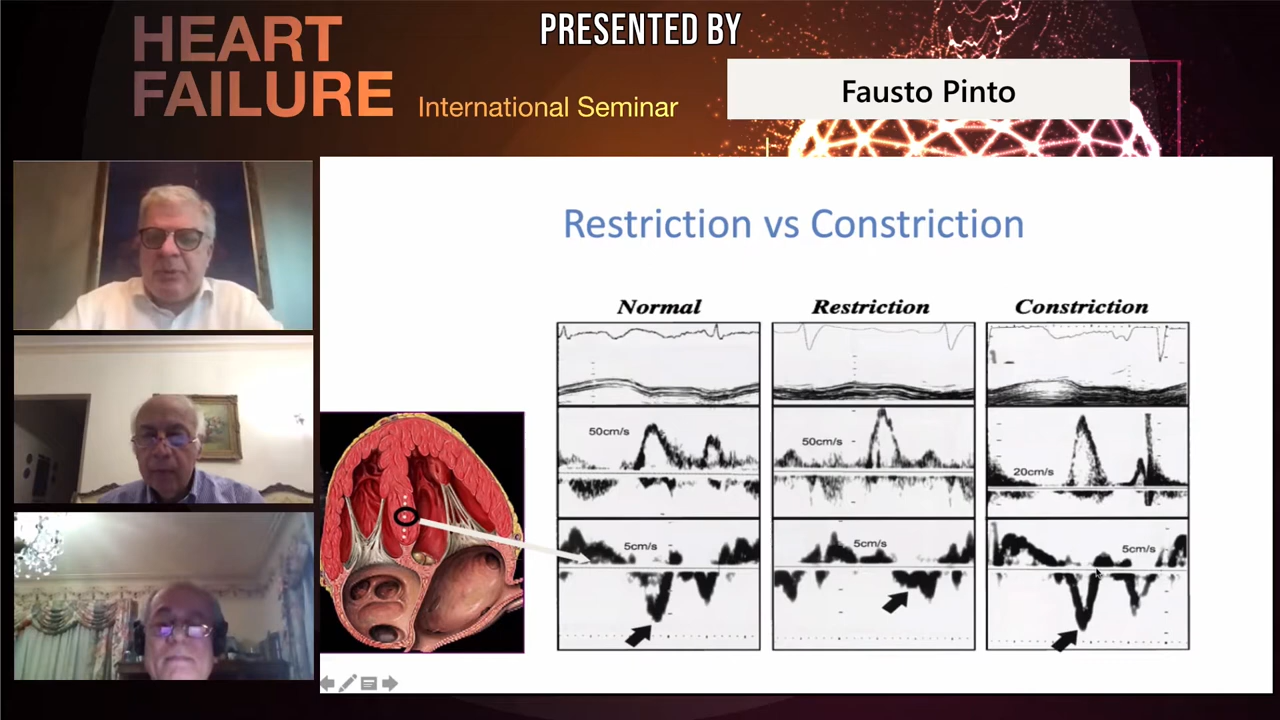 HEART
FAILURE
International Seminar
PRESENTED BY
Fausto Pinto
Restriction vs Constriction
Normal
Restriction
Constriction
50cm/s
50cm/s
20cm/s
5cm/s
5cm/s
5cm/s